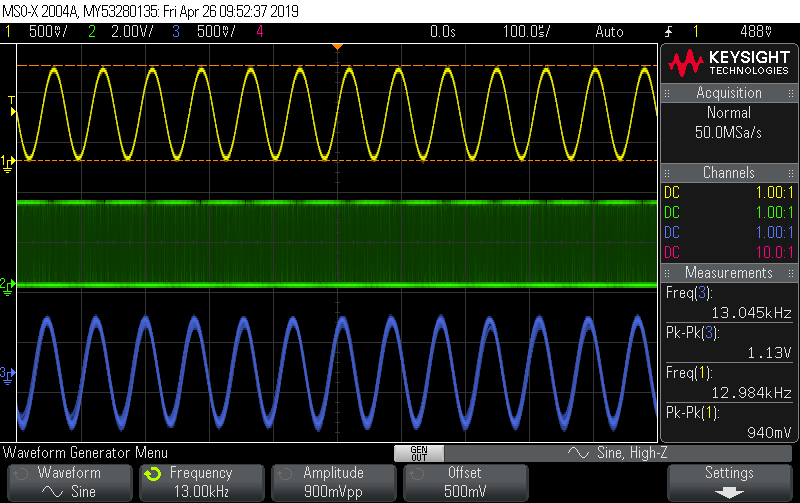 MSO-X 2004A, MY53280135: Fri Apr 26 09:52:37 2019
1 500㎷/ 2 2.00V/ 3 500㎷/ 4 0.0s 100.0㎲/ Auto 1 488㎷
KEYSIGHT
TECHNOLOGIES
Acquisition
Normal
50.0MSa/s
Channels
DC 1.00:1
DC 1.00:1
DC 1.00:1
DC 10.0:1
Measurements
Freq(3):
13.045kHz
Pk-Pk(3):
1.13V
Freq(1):
12.984kHz
Pk-Pk(1):
940mV
T
1
2
3
Waveform Generator Menu
GEN
OUT
Sine, High-Z
Waveform
Sine
Frequency
13.00kHz
Amplitude
900mVpp
Offset
500mV
Settings